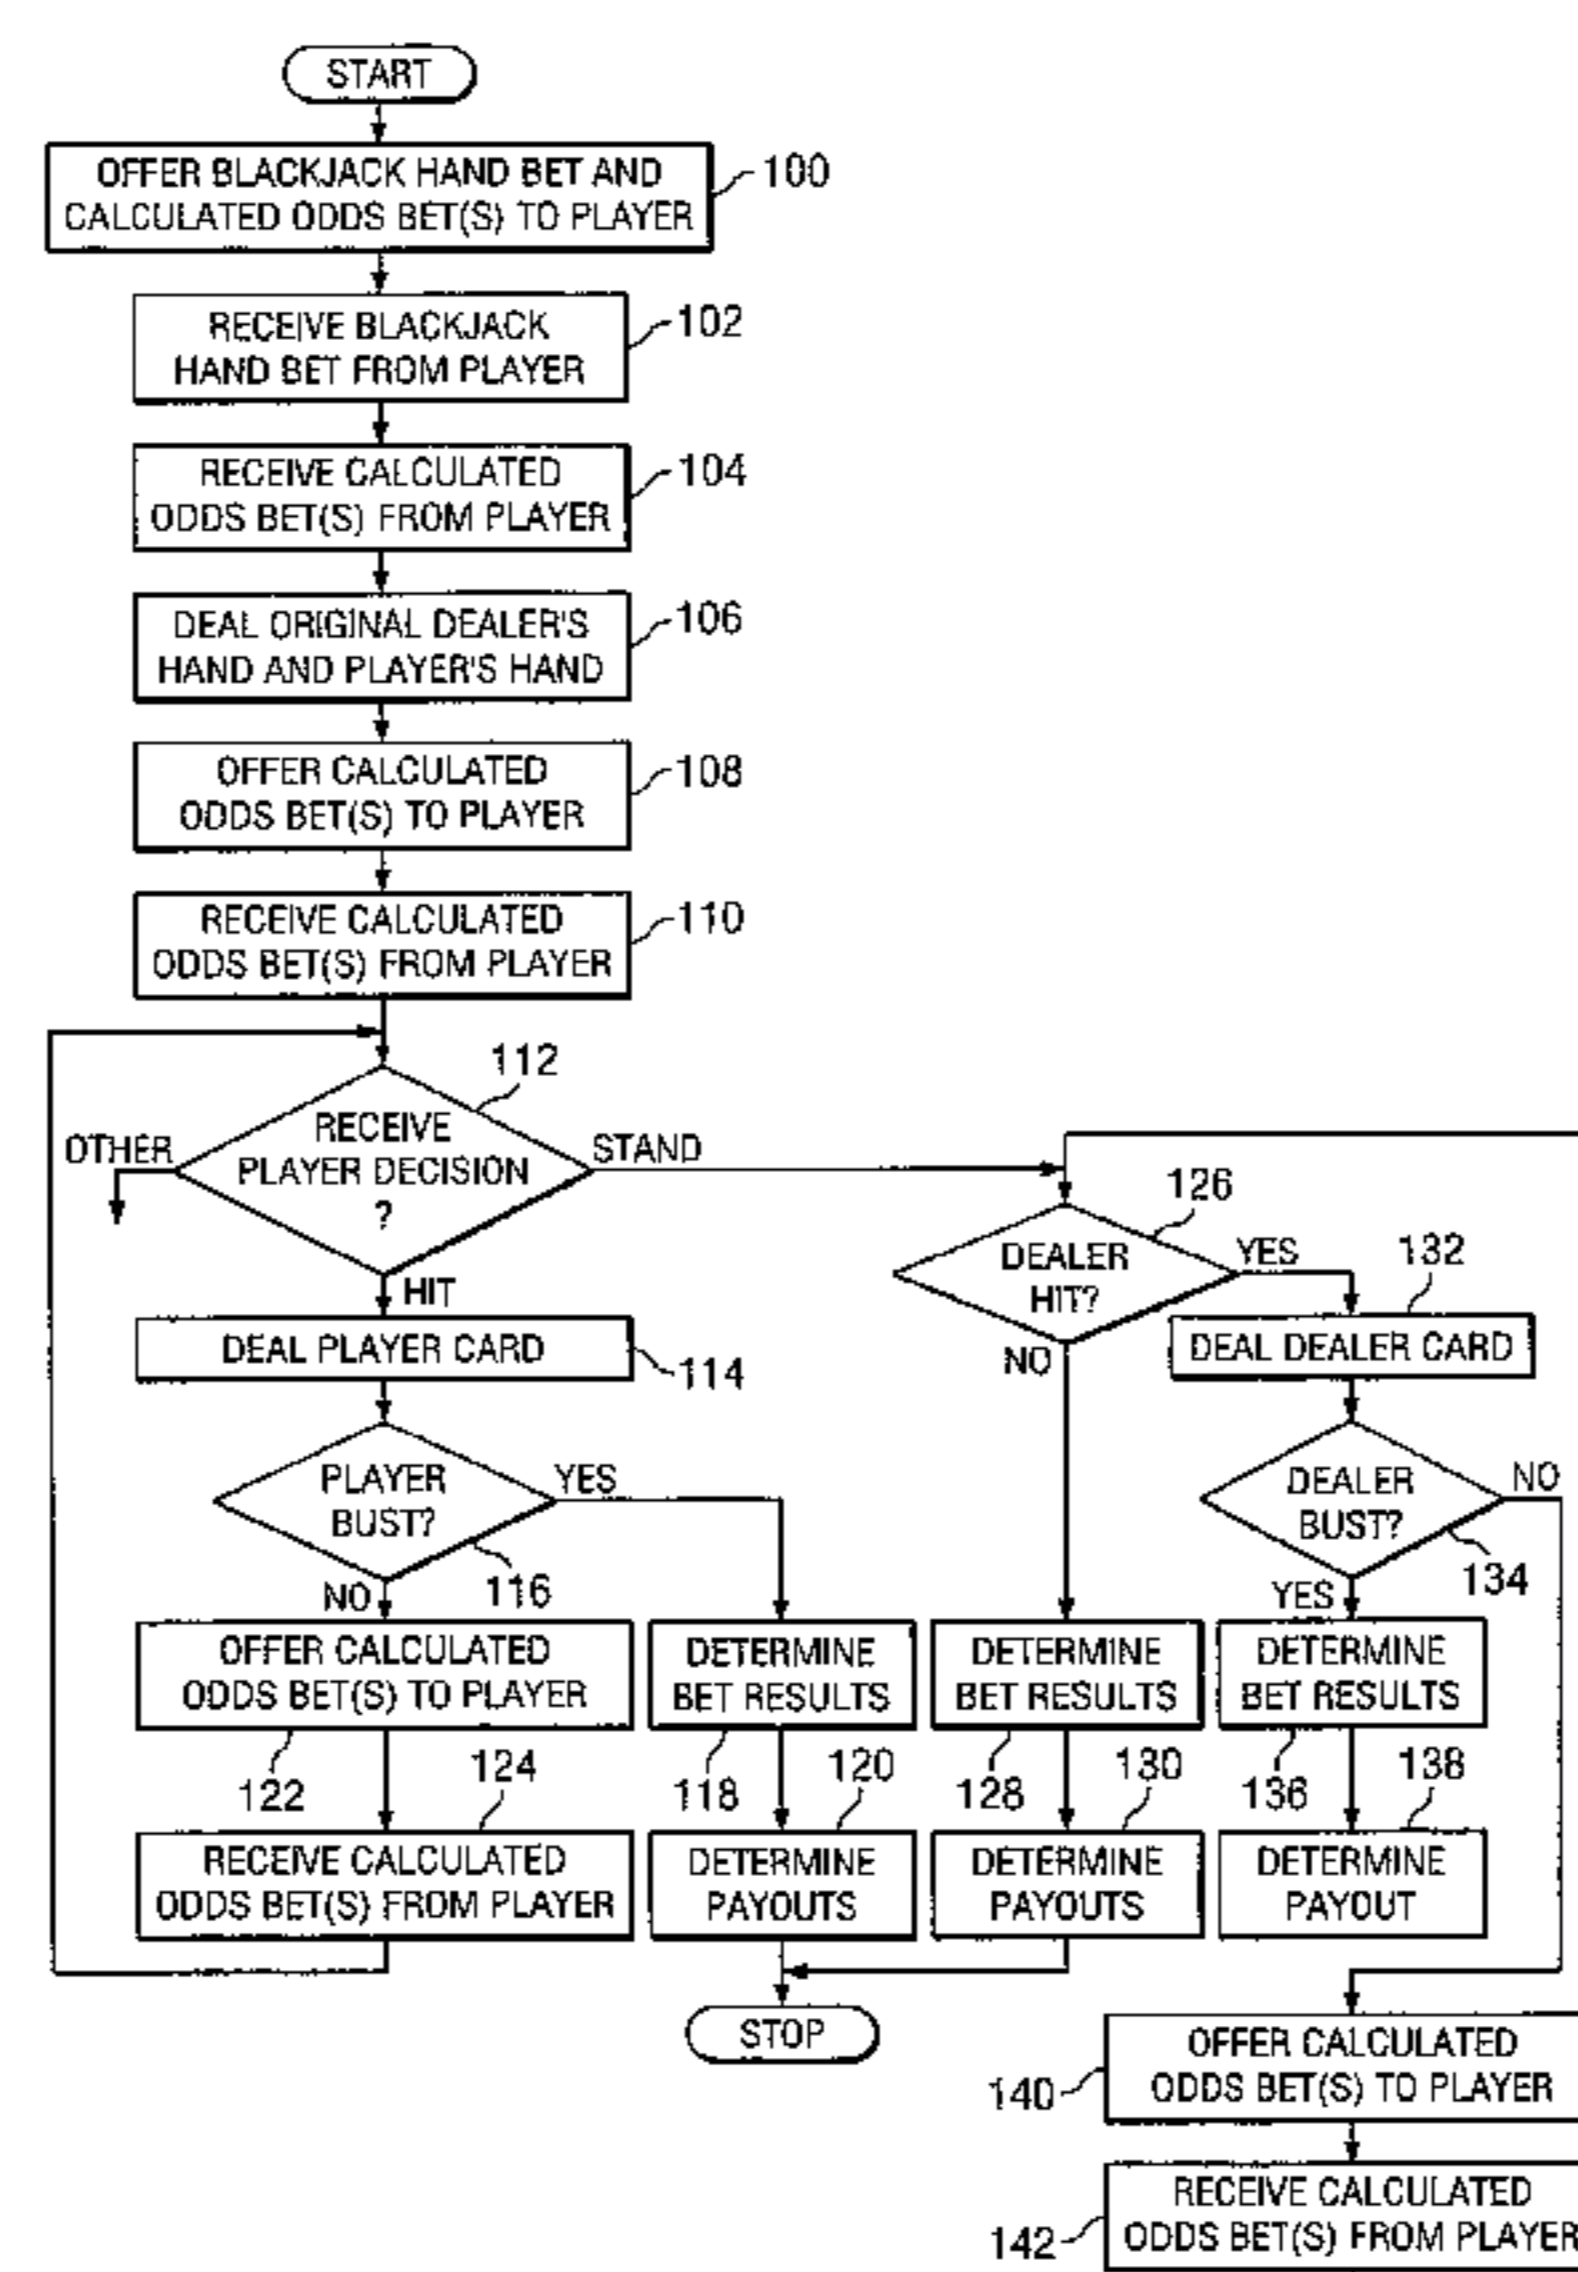 START
OFFER BLACKJACK HAND BET AND
CALCULATED ODDS BET(S) TO PLAYER
100
RECEIVE BLACKJACK
HAND BET FROM PLAYER
102
RECEIVE CALCULATED
ODDS BET(S) FROM PLAYER
104
DEAL ORIGINAL DEALER'S
HAND AND PLAYER'S HAND
106
OFFER CALCULATED
ODDS BET(S) TO PLAYER
108
RECEIVE CALCULATED
ODDS BET(S) FROM PLAYER
110
112
RECEIVE
PLAYER DECISION
?
OTHER
STAND
HIT
DEAL PLAYER CARD
114
PLAYER
BUST?
YES
116
NO
OFFER CALCULATED
ODDS BET(S) TO PLAYER
122
124
RECEIVE CALCULATED
ODDS BET(S) FROM PLAYER
DETERMINE
BET RESULTS
118
120
DETERMINE
PAYOUTS
STOP
126
DEALER
HIT?
YES
NO
DETERMINE
BET RESULTS
128
130
DETERMINE
PAYOUTS
132
DEAL DEALER CARD
DEALER
BUST?
NO
134
YES
DETERMINE
BET RESULTS
136
138
DETERMINE
PAYOUT
OFFER CALCULATED
ODDS BET(S) TO PLAYER
140
RECEIVE CALCULATED
ODDS BET(S) FROM PLAYER
142